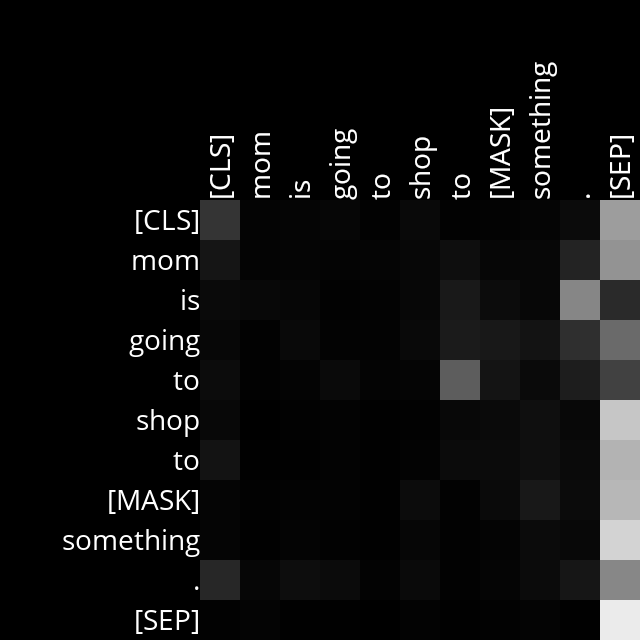 [CLS] mom is going to shop to [MASK] something . [SEP]
[CLS]
mom
is
going
to
shop
to
[MASK]
something
.
[SEP]